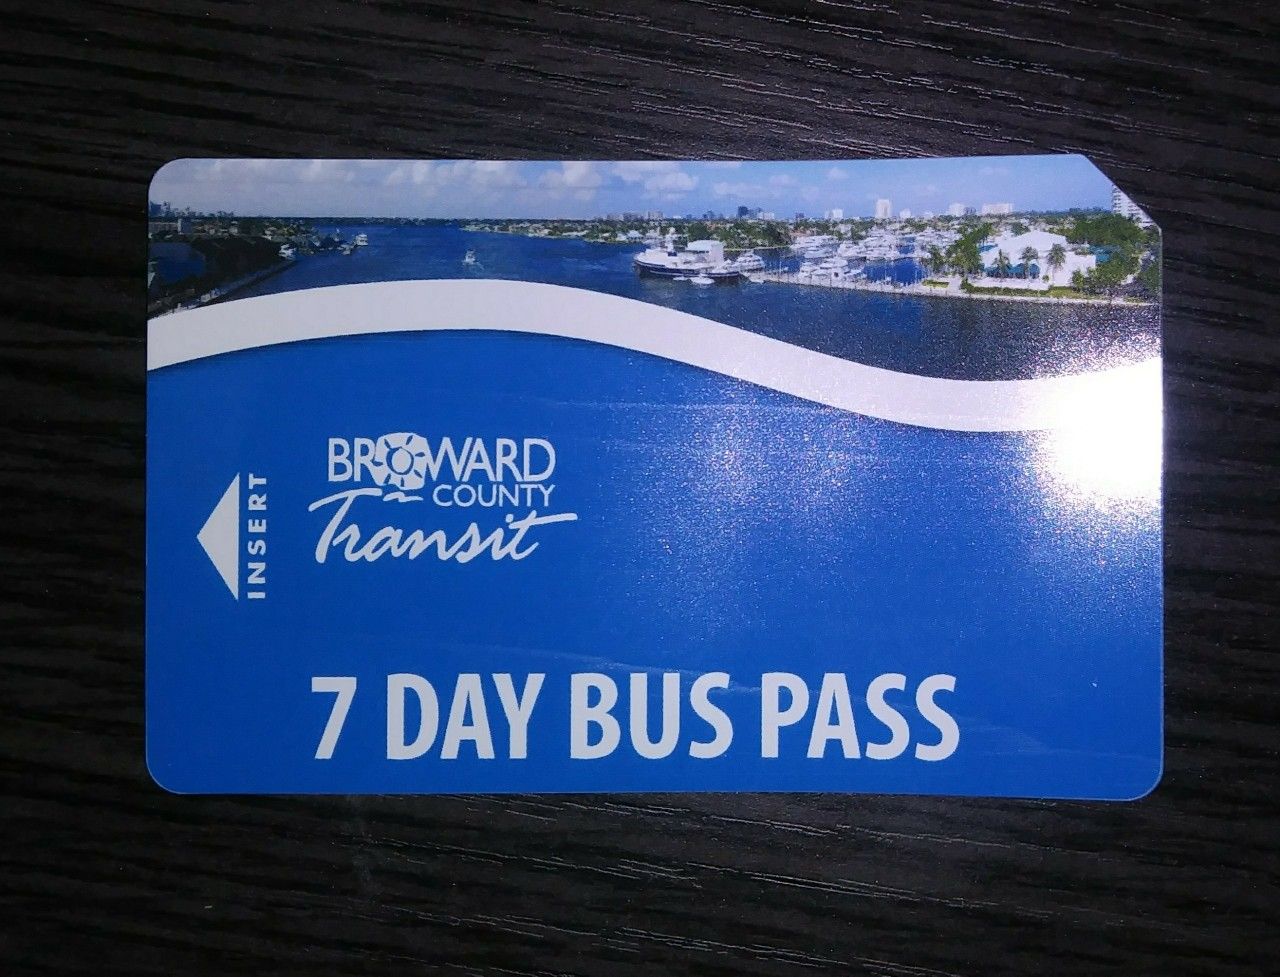 BROWARD
COUNTY
Transit
INSERT
7 DAY BUS PASS